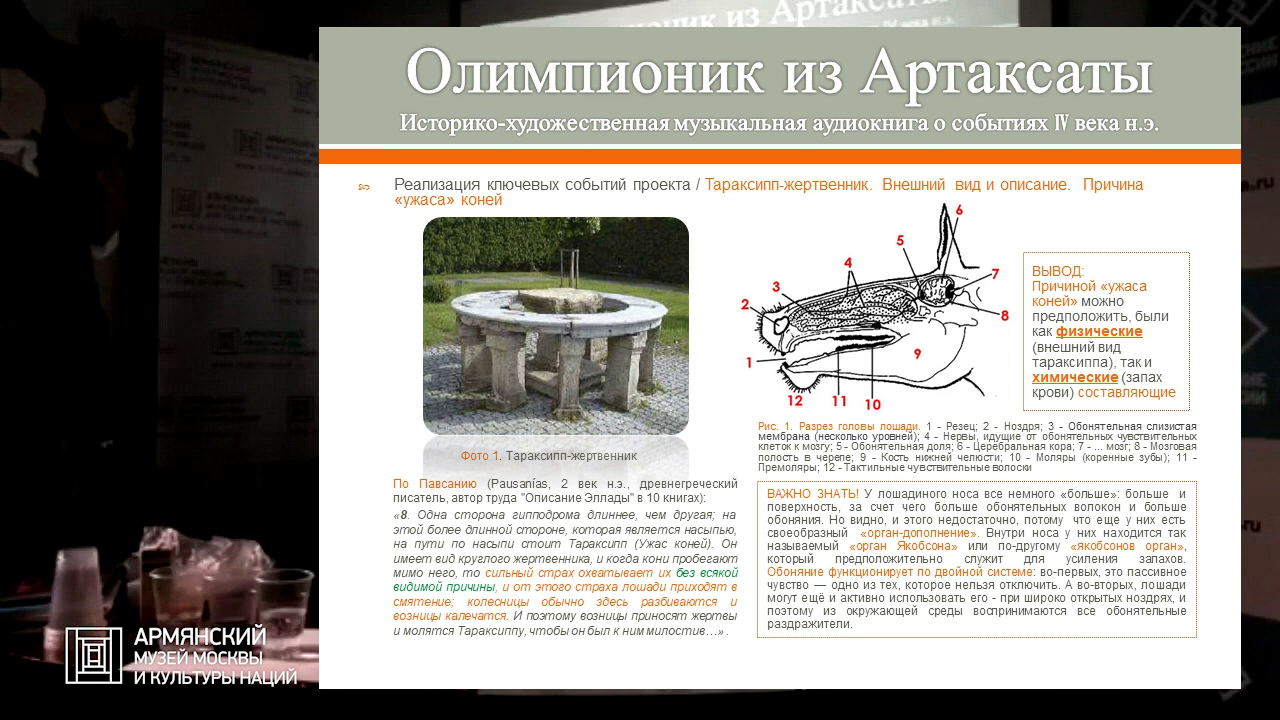 Олимпионик из Артаксаты
Историко-художественная музыкальная аудиокнига о событиях IV века н.э.
Реализация ключевых событий проекта / Тараксипп-жертвенник. Внешний вид и описание. Причина
«ужаса» коней
Фото 1. Тараксипп-жертвенник
По Павсанию (Pausanías, 2 век н.э., древнегреческий
писатель, автор труда "Описание Эллады" в 10 книгах):
«8. Одна сторона гипподрома длиннее, чем другая; на
этой более длинной стороне, которая является насыпью,
на пути по насыпи стоит Тараксипп (Ужас коней). Он
имеет вид круглого жертвенника, и когда кони пробегают
мимо него, то сильный страх охватывает их без всякой
видимой причины, и от этого страха лошади приходят в
смятение; колесницы обычно здесь разбиваются и
возницы калечатся. И поэтому возницы приносят жертвы
и молятся Тараксиппу, чтобы он был к ним милостив…» .
6
5
4
7
3
2
8
9
1
12
11
10
ВЫВОД:
Причиной «ужаса
коней» можно
предположить, были
как физические
(внешний вид
тараксиппа), так и
химические (запах
крови) составляющие
Рис. 1. Разрез головы лошади. 1 - Резец; 2 - Ноздря; 3 - Обонятельная слизистая
мембрана (несколько уровней); 4 - Нервы, идущие от обонятельных чувствительных
клеток к мозгу; 5 - Обонятельная доля; 6 - Церебральная кора; 7 - ... мозг; 8 - Мозговая
полость в черепе; 9 - Кость нижней челюсти; 10 - Моляры (коренные зубы); 11 -
Премоляры; 12 - Тактильные чувствительные волоски
ВАЖНО ЗНАТЬ! У лошадиного носа все немного «больше»: больше и
поверхность, за счет чего больше обонятельных волокон и больше
обоняния. Но видно, и этого недостаточно, потому что еще у них есть
своеобразный «орган-дополнение». Внутри носа у них находится так
называемый «орган Якобсона» или по-другому «якобсонов орган»,
который предположительно служит для усиления запахов.
Обоняние функционирует по двойной системе: во-первых, это пассивное
чувство — одно из тех, которое нельзя отключить. А во-вторых, лошади
могут ещё и активно использовать его - при широко открытых ноздрях, и
поэтому из окружающей среды воспринимаются все обонятельные
раздражители.
АРМЯНСКИЙ
МУЗЕЙ МОСКВЫ
И КУЛЬТУРЫ НАЦИЙ